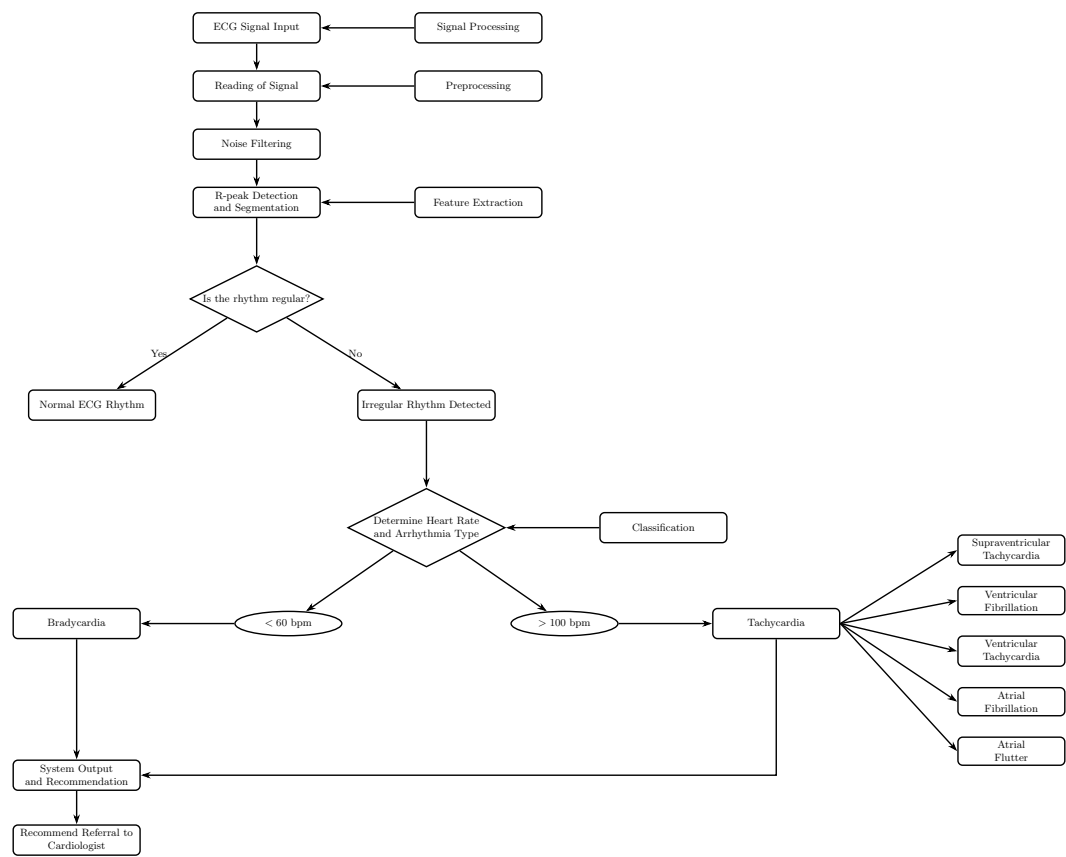 ECG Signal Input
Signal Processing
Reading of Signal
Preprocessing
Noise Filtering
R-peak Detection
and Segmentation
Feature Extraction
Is the rhythm regular?
Yes
No
Normal ECG Rhythm
Irregular Rhythm Detected
Determine Heart Rate
and Arrhythmia Type
Classification
< 60 bpm
> 100 bpm
Bradycardia
Tachycardia
Supraventricular
Tachycardia
Ventricular
Fibrillation
Ventricular
Tachycardia
Atrial
Fibrillation
Atrial
Flutter
System Output
and Recommendation
Recommend Referral to
Cardiologist